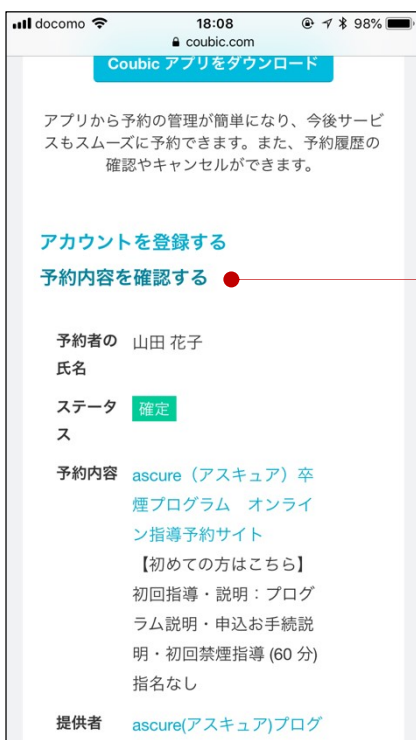 docomo 18:08 98%
coubic.com
Coubic アプリをダウンロード
アプリから予約の管理が簡単になり、今後サービ
スもスムーズに予約できます。また、予約履歴の
確認やキャンセルができます。
アカウントを登録する
予約内容を確認する
予約者の 山田 花子
氏名
ステータ 確定
ス
予約内容 ascure（アスキュア）卒
煙プログラム オンライ
ン指導予約サイト
【初めての方はこちら】
初回指導・説明：プログ
ラム説明・申込お手続説
明・初回禁煙指導 (60 分)
指名なし
提供者 ascure(アスキュア)プログ